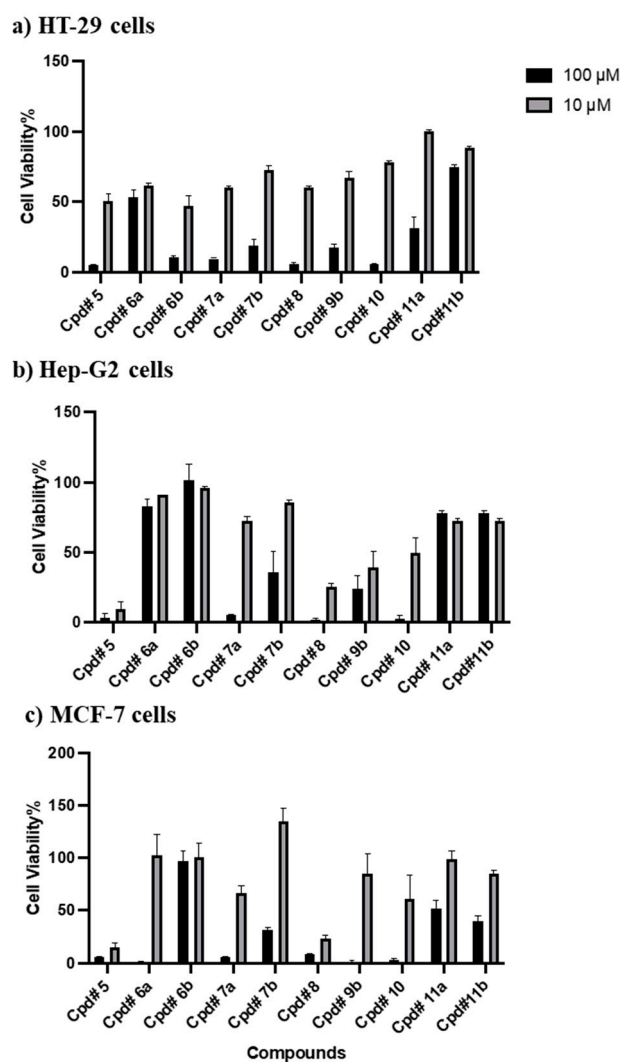 a) HT-29 cells
150
100
50
0
Cell Viability%
100 µM
10 µM
Cpd# 5
Cpd# 6a
Cpd# 6b
Cpd# 7a
Cpd# 7b
Cpd# 8
Cpd# 9b
Cpd# 10
Cpd# 11a
Cpd#11b
b) Hep-G2 cells
150
100
50
0
Cell Viability%
Cpd# 5
Cpd# 6a
Cpd# 6b
Cpd# 7a
Cpd# 7b
Cpd# 8
Cpd# 9b
Cpd# 10
Cpd# 11a
Cpd#11b
c) MCF-7 cells
200
150
100
50
0
Cell Viability%
Cpd# 5
Cpd# 6a
Cpd# 6b
Cpd# 7a
Cpd# 7b
Cpd# 8
Cpd# 9b
Cpd# 10
Cpd# 11a
Cpd#11b
Compounds